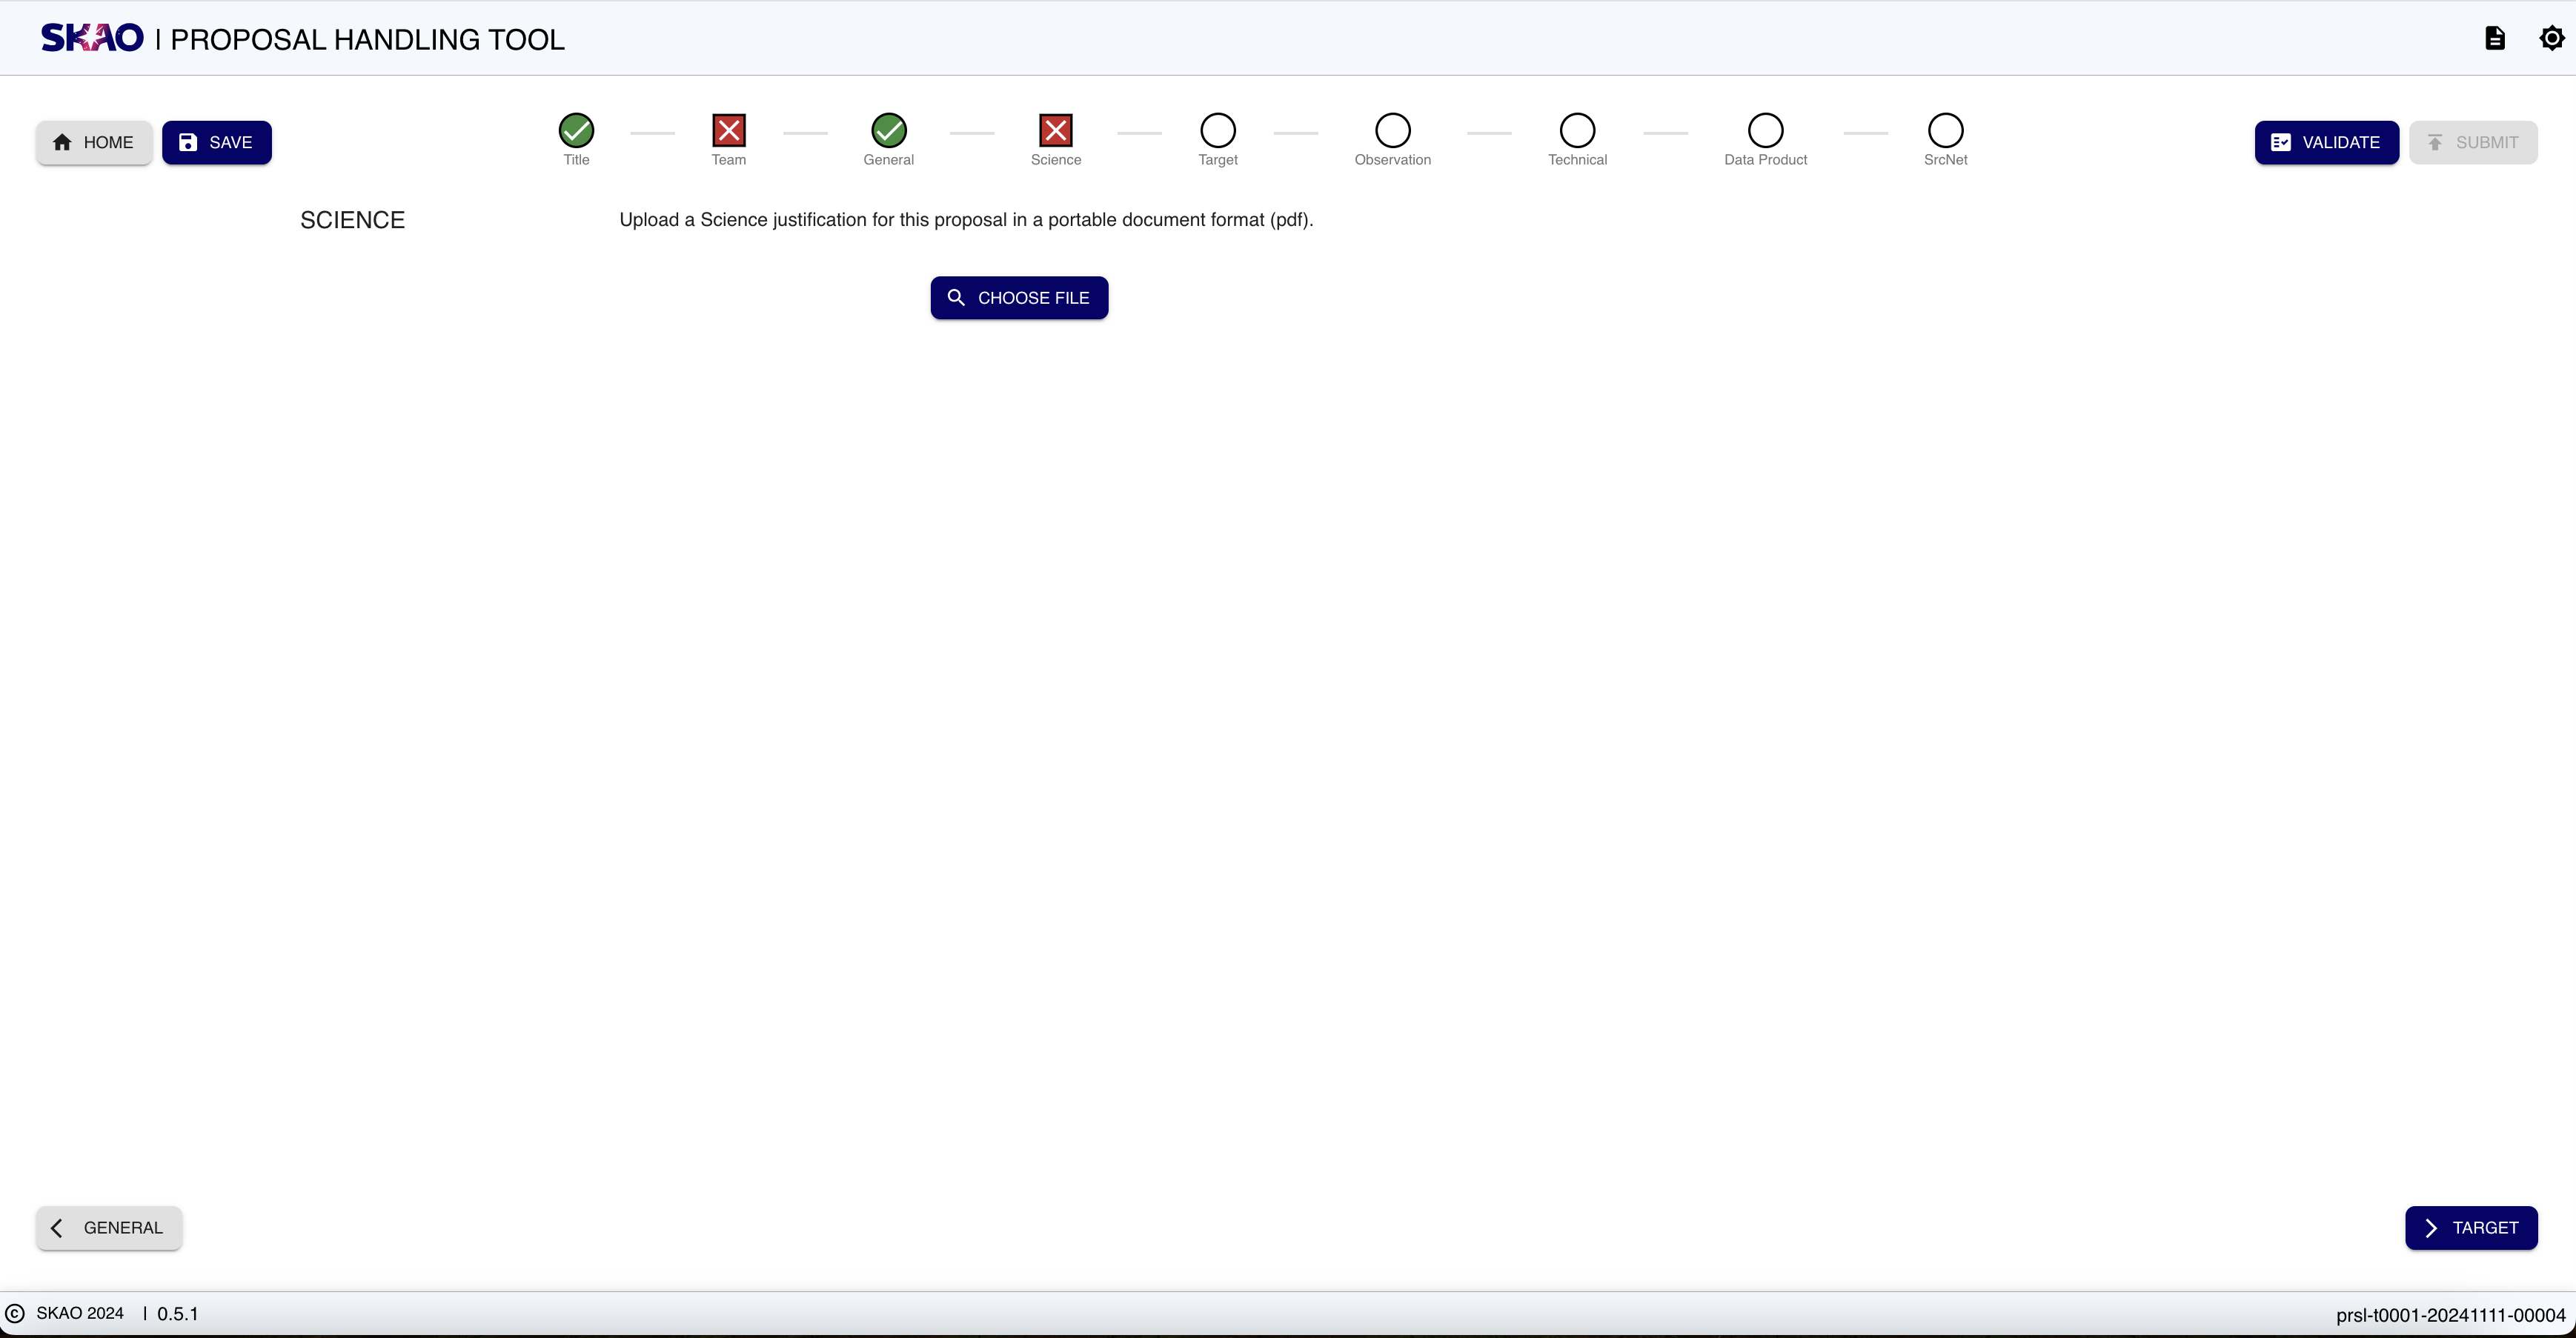 SKAO | PROPOSAL HANDLING TOOL
HOME
SAVE
Title
Team
General
Science
Target
Observation
Technical
Data Product
SrcNet
VALIDATE
SUBMIT
SCIENCE
Upload a Science justification for this proposal in a portable document format (pdf).
CHOOSE FILE
GENERAL
TARGET
© SKAO 2024 | 0.5.1
prsl-t0001-20241111-00004